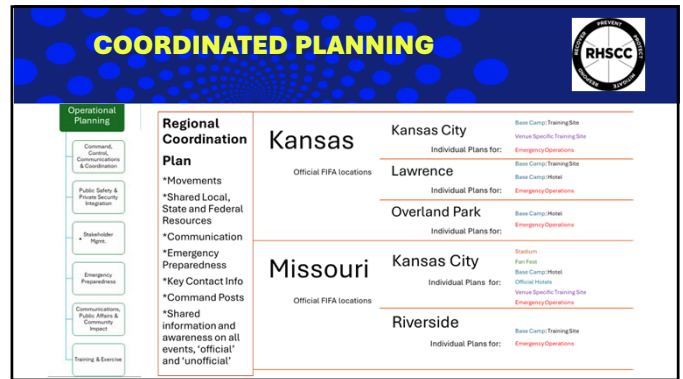 COORDINATED PLANNING
PREVENT
PROTECT
MITIGATE
RESPOND
RECOVER
RHSCC
Operational
Planning
Command,
Control,
Communications
& Coordination
Public Safety &
Private Security
Integration
* Stakeholder
Mgmt.
Emergency
Preparedness
Communications,
Public Affairs &
Community
Impact
Training & Exercise
Regional
Coordination
Plan
*Movements
*Shared Local,
State and Federal
Resources
*Communication
*Emergency
Preparedness
*Key Contact Info
*Command Posts
*Shared
information and
awareness on all
events, ‘official’
and ‘unofficial’
Kansas
Official FIFA locations
Kansas City
Individual Plans for:
Base Camp: Training Site
Venue Specific Training Site
Emergency Operations
Lawrence
Individual Plans for:
Base Camp: Training Site
Base Camp: Hotel
Emergency Operations
Overland Park
Individual Plans for:
Base Camp: Hotel
Emergency Operations
Missouri
Official FIFA locations
Kansas City
Individual Plans for:
Stadium
Fan Fest
Base Camp: Hotel
Official Hotels
Venue Specific Training Site
Emergency Operations
Riverside
Individual Plans for:
Base Camp: Training Site
Emergency Operations